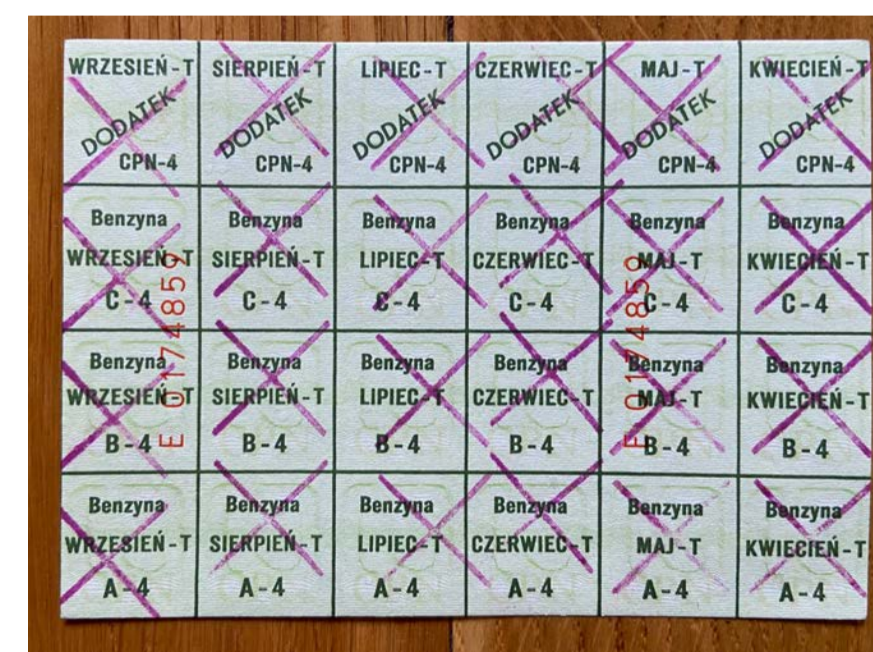 WRZESIEŃ-T
DODATEK
CPN-4
SIERPIEŃ-T
DODATEK
CPN-4
LIPIEC-T
DODATEK
CPN-4
CZERWIEC-T
DODATEK
CPN-4
MAJ-T
DODATEK
CPN-4
KWIECIEŃ-T
DODATEK
CPN-4
Benzyna
WRZESIEŃ-T
C-4
Benzyna
SIERPIEŃ-T
C-4
Benzyna
LIPIEC-T
C-4
Benzyna
CZERWIEC-T
C-4
Benzyna
MAJ-T
C-4
Benzyna
KWIECIEŃ-T
C-4
Benzyna
WRZESIEŃ-T
B-4
Benzyna
SIERPIEŃ-T
B-4
Benzyna
LIPIEC-T
B-4
Benzyna
CZERWIEC-T
B-4
Benzyna
MAJ-T
B-4
Benzyna
KWIECIEŃ-T
B-4
Benzyna
WRZESIEŃ-T
A-4
Benzyna
SIERPIEŃ-T
A-4
Benzyna
LIPIEC-T
A-4
Benzyna
CZERWIEC-T
A-4
Benzyna
MAJ-T
A-4
Benzyna
KWIECIEŃ-T
A-4
E 0174859
E 0174859